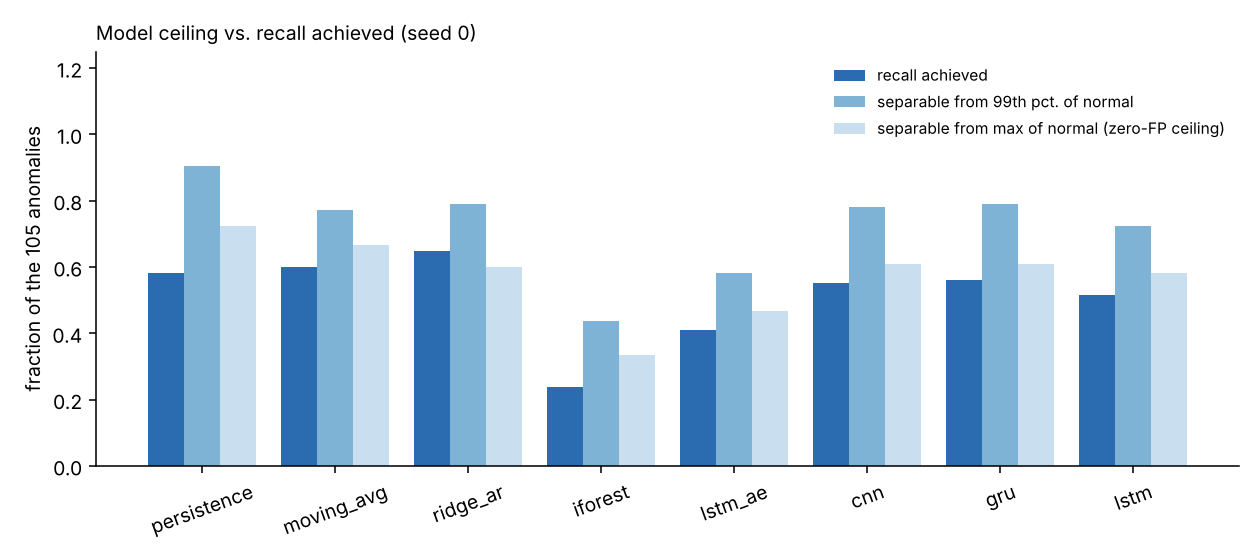 Model ceiling vs. recall achieved (seed 0)
recall achieved
separable from 99th pct. of normal
separable from max of normal (zero-FP ceiling)
fraction of the 105 anomalies
1.2
1.0
0.8
0.6
0.4
0.2
0.0
persistence
moving_avg
ridge_ar
iforest
lstm_ae
cnn
gru
lstm